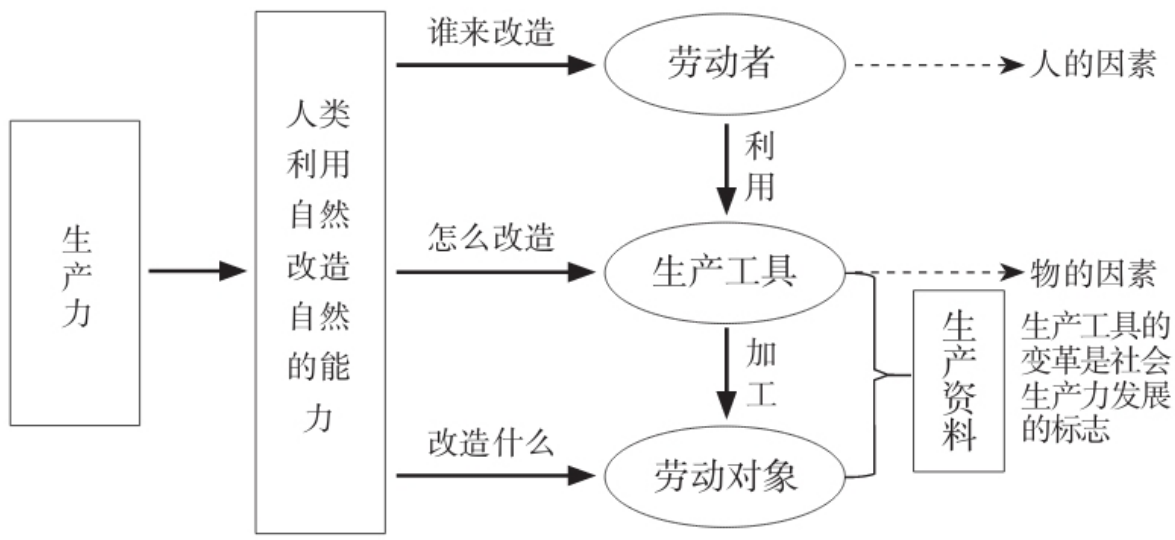 生产力
人类
利用
自然
改造
自然
的能
力
谁来改造
劳动者
人的因素
利用
怎么改造
生产工具
物的因素
加工
生产资料
生产工具的
变革是社会
生产力发展
的标志
改造什么
劳动对象